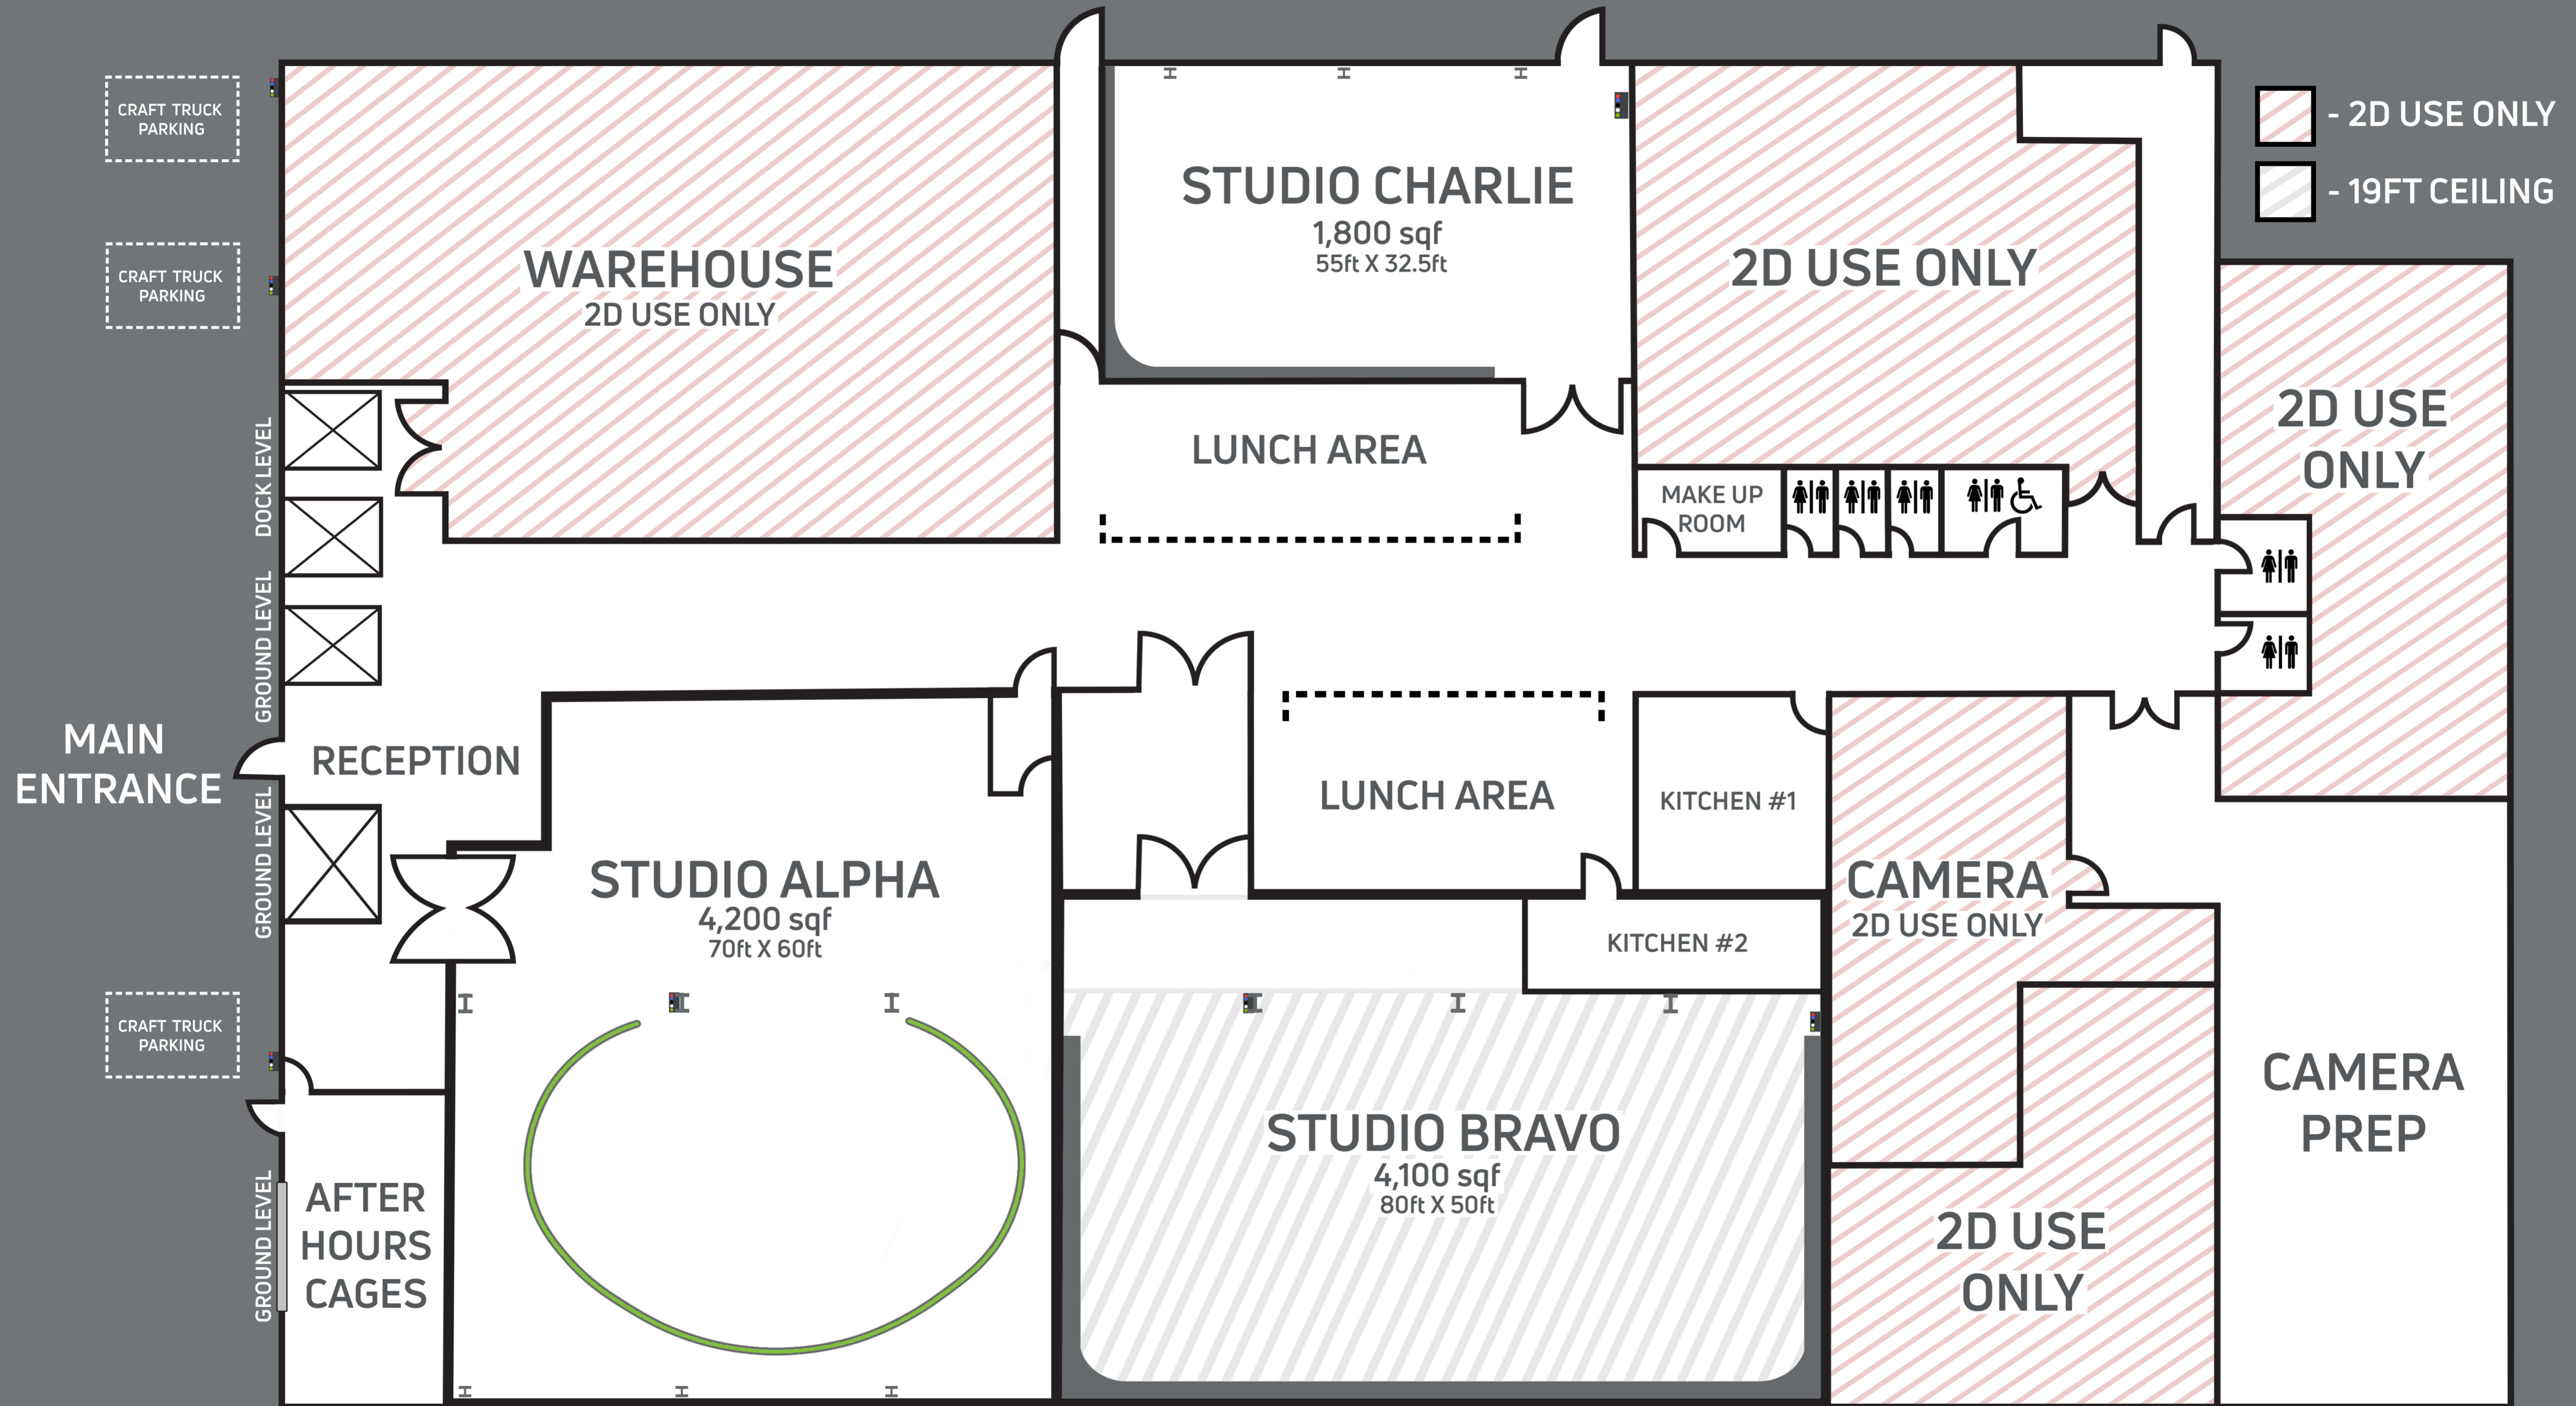 CRAFT TRUCK
PARKING
CRAFT TRUCK
PARKING
DOCK LEVEL
GROUND LEVEL
MAIN
ENTRANCE
GROUND LEVEL
CRAFT TRUCK
PARKING
GROUND LEVEL
WAREHOUSE
2D USE ONLY
RECEPTION
AFTER
HOURS
CAGES
STUDIO CHARLIE
1,800 sqf
55ft X 32.5ft
LUNCH AREA
2D USE ONLY
MAKE UP
ROOM
- 2D USE ONLY
- 19FT CEILING
2D USE
ONLY
STUDIO ALPHA
4,200 sqf
70ft X 60ft
LUNCH AREA
KITCHEN #1
KITCHEN #2
CAMERA
2D USE ONLY
STUDIO BRAVO
4,100 sqf
80ft X 50ft
2D USE
ONLY
CAMERA
PREP